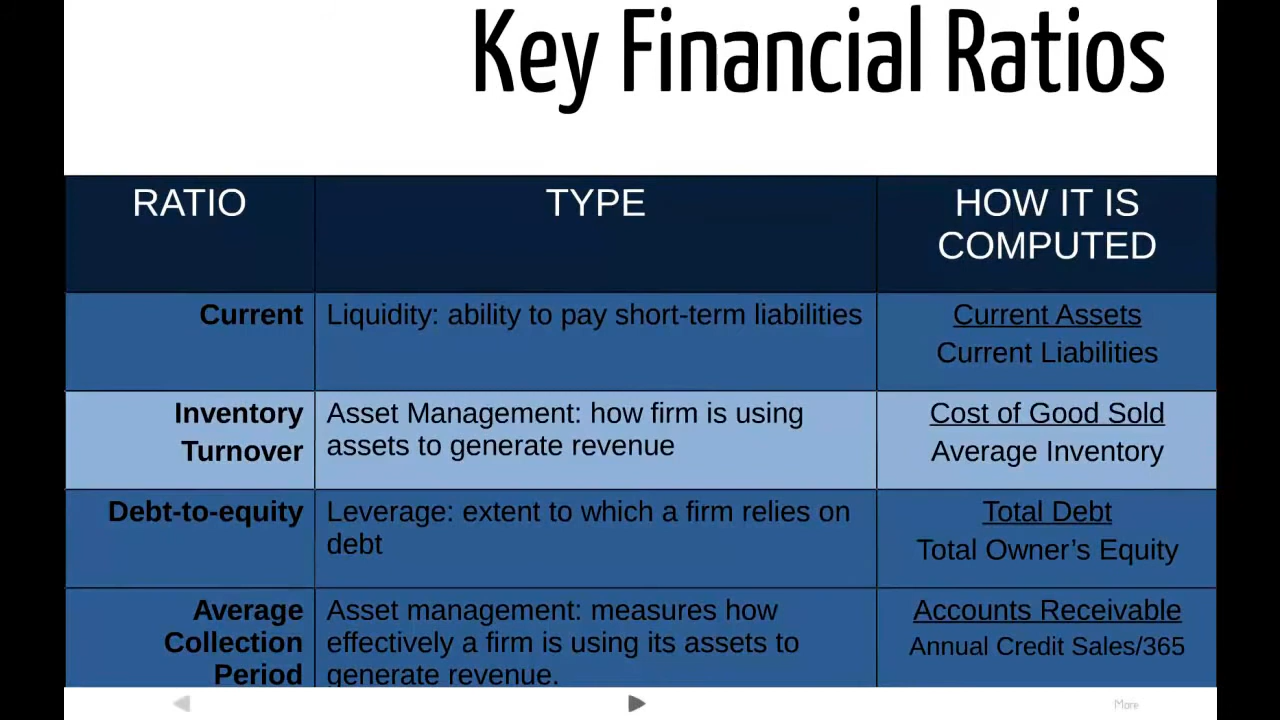 Key Financial Ratios
RATIO
TYPE
HOW IT IS
COMPUTED
Current
Liquidity: ability to pay short-term liabilities
Current Assets
Current Liabilities
Inventory
Turnover
Asset Management: how firm is using
assets to generate revenue
Cost of Good Sold
Average Inventory
Debt-to-equity
Leverage: extent to which a firm relies on
debt
Total Debt
Total Owner’s Equity
Average
Collection
Period
Asset management: measures how
effectively a firm is using its assets to
generate revenue.
Accounts Receivable
Annual Credit Sales/365
More